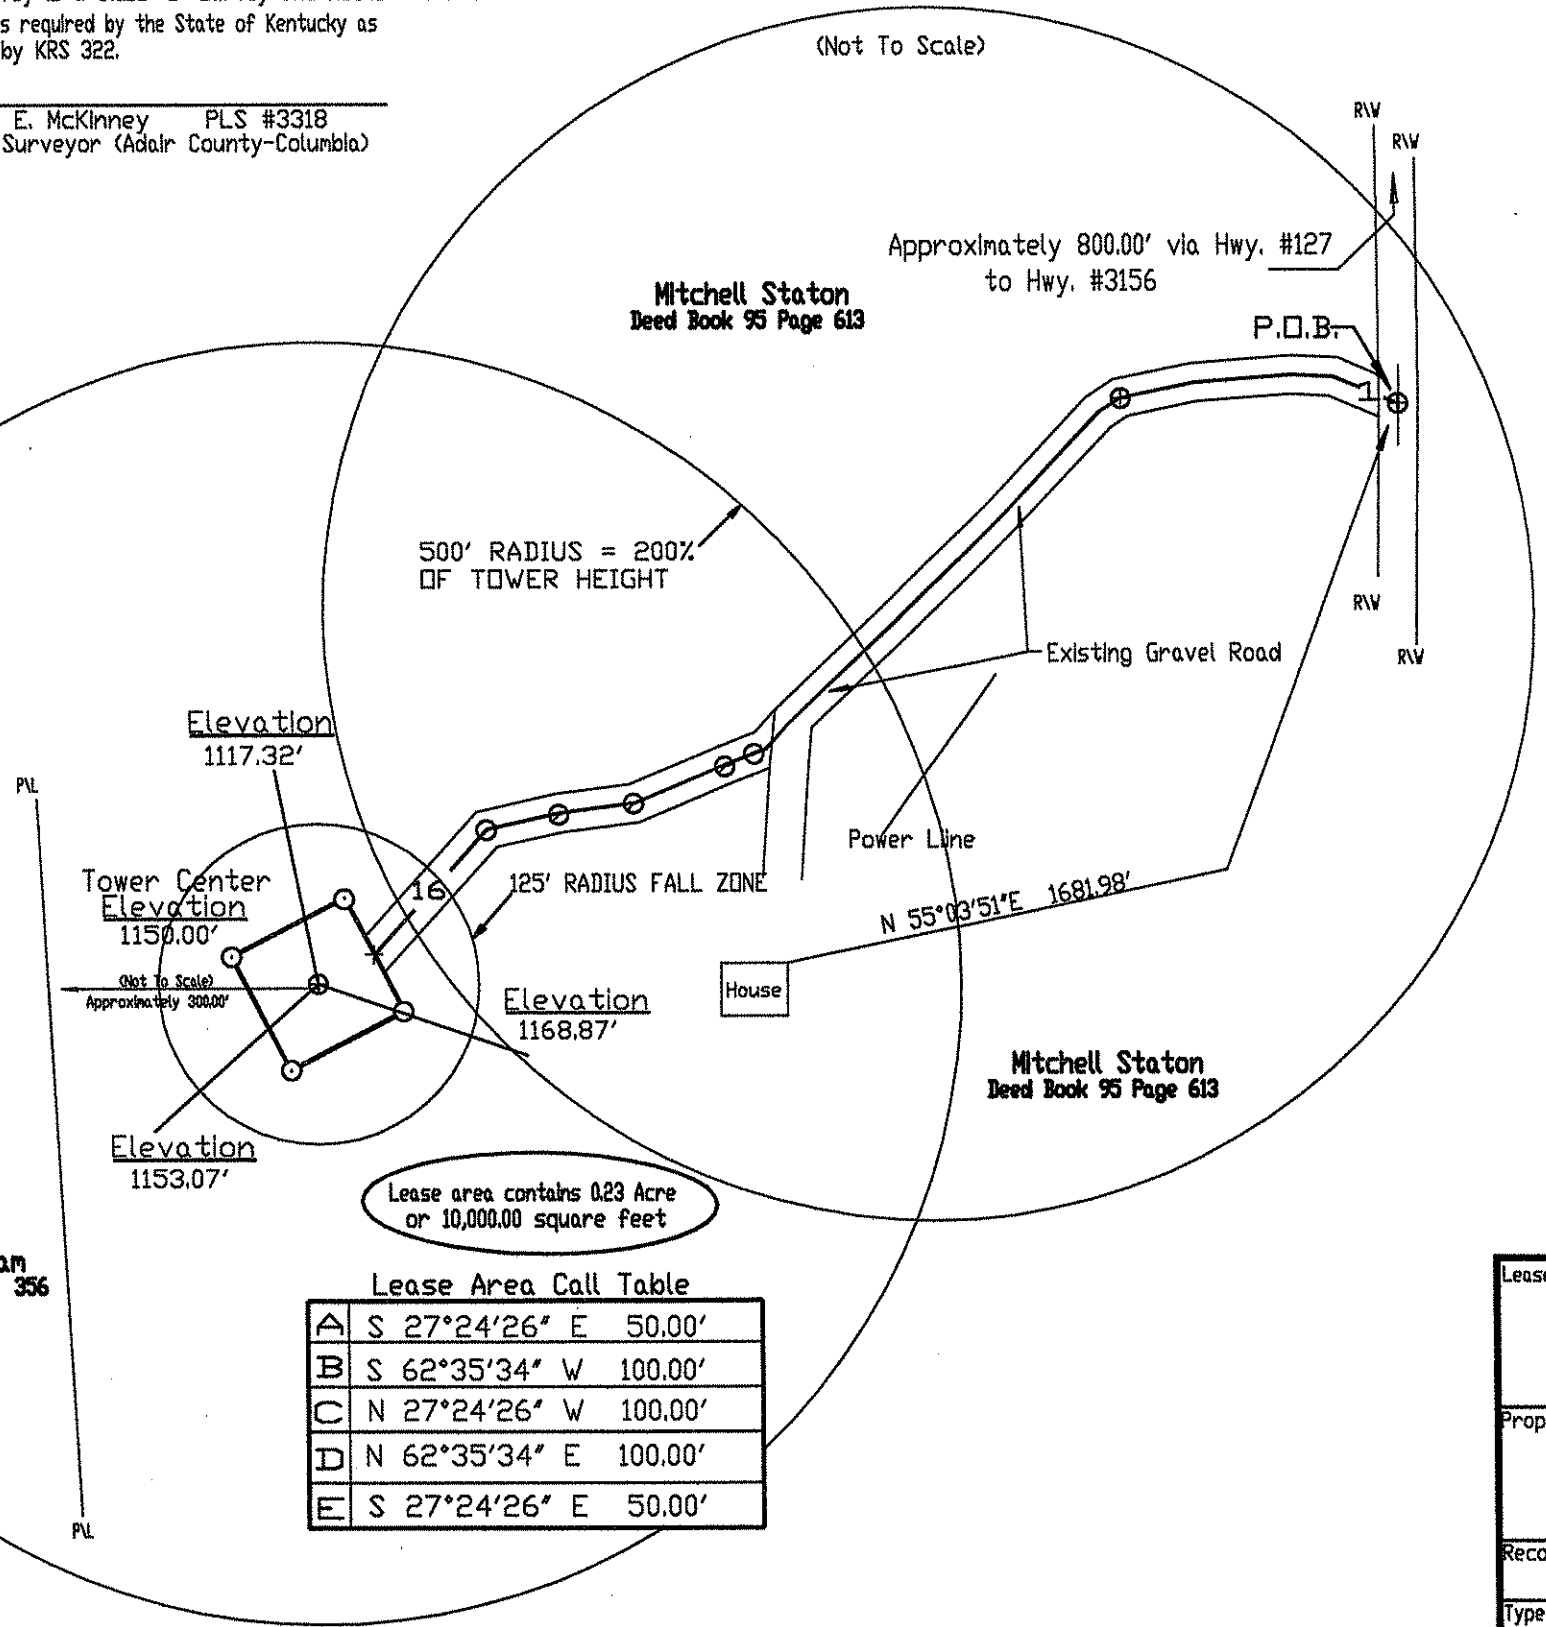 s required by the State of Kentucky as
by KRS 322.
E. McKinney PLS #3318
Surveyor (Adair County-Columbia)
(Not To Scale)
R\W
R\W
Approximately 800.00' via Hwy. #127
to Hwy. #3156
Mitchell Staton
Deed Book 95 Page 613
P.O.B.
1
500' RADIUS = 200%
OF TOWER HEIGHT
R\W
Existing Gravel Road
R\W
Elevation
1117.32'
P\L
Power Line
Tower Center
Elevation
1150.00'
16
125' RADIUS FALL ZONE
N 55°03'51"E 1681.98'
(Not To Scale)
Approximately 300.00'
House
Elevation
1168.87'
Mitchell Staton
Deed Book 95 Page 613
Elevation
1153.07'
Lease area contains 0.23 Acre
or 10,000.00 square feet
am
356
Lease Area Call Table
A S 27°24'26" E 50.00'
B S 62°35'34" W 100.00'
C N 27°24'26" W 100.00'
D N 62°35'34" E 100.00'
E S 27°24'26" E 50.00'
P\L
Lease
Prop
Reco
Type